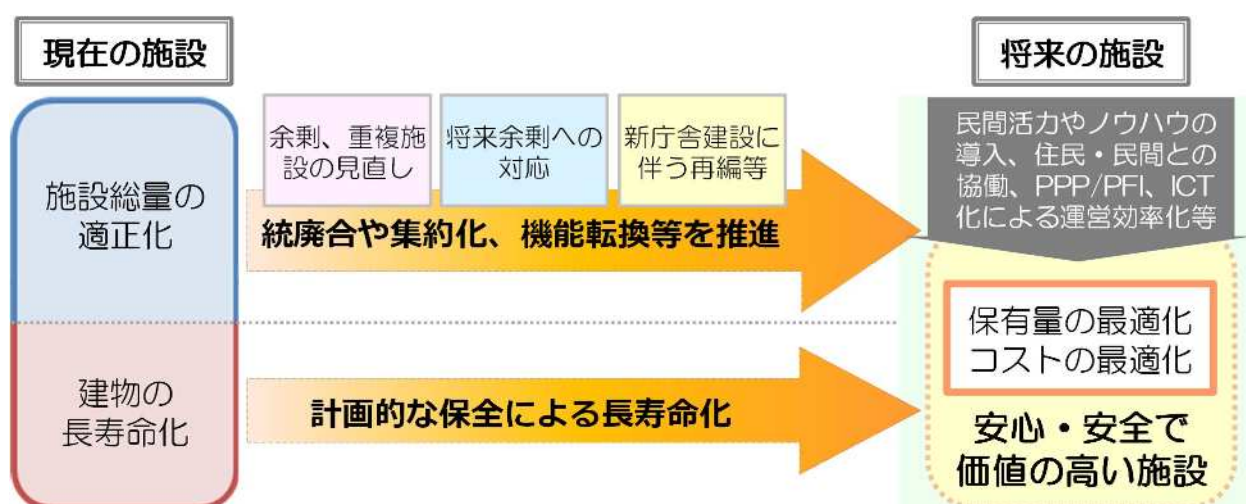 現在の施設
将来の施設
施設総量の
適正化
余剰、重複施
設の見直し
将来余剰への
対応
新庁舎建設に
伴う再編等
統廃合や集約化、機能転換等を推進
民間活力やノウハウの
導入、住民・民間との
協働、PPP/PFI、ICT
化による運営効率化等
建物の
長寿命化
計画的な保全による長寿命化
保有量の最適化
コストの最適化
安心・安全で
価値の高い施設